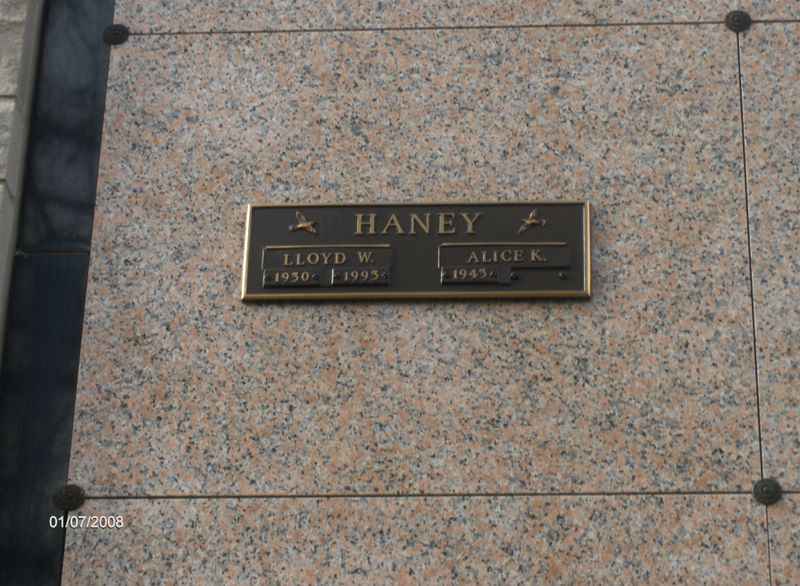 HANEY
LLOYD W. ALICE K.
1930 1993 1943
01/07/2008